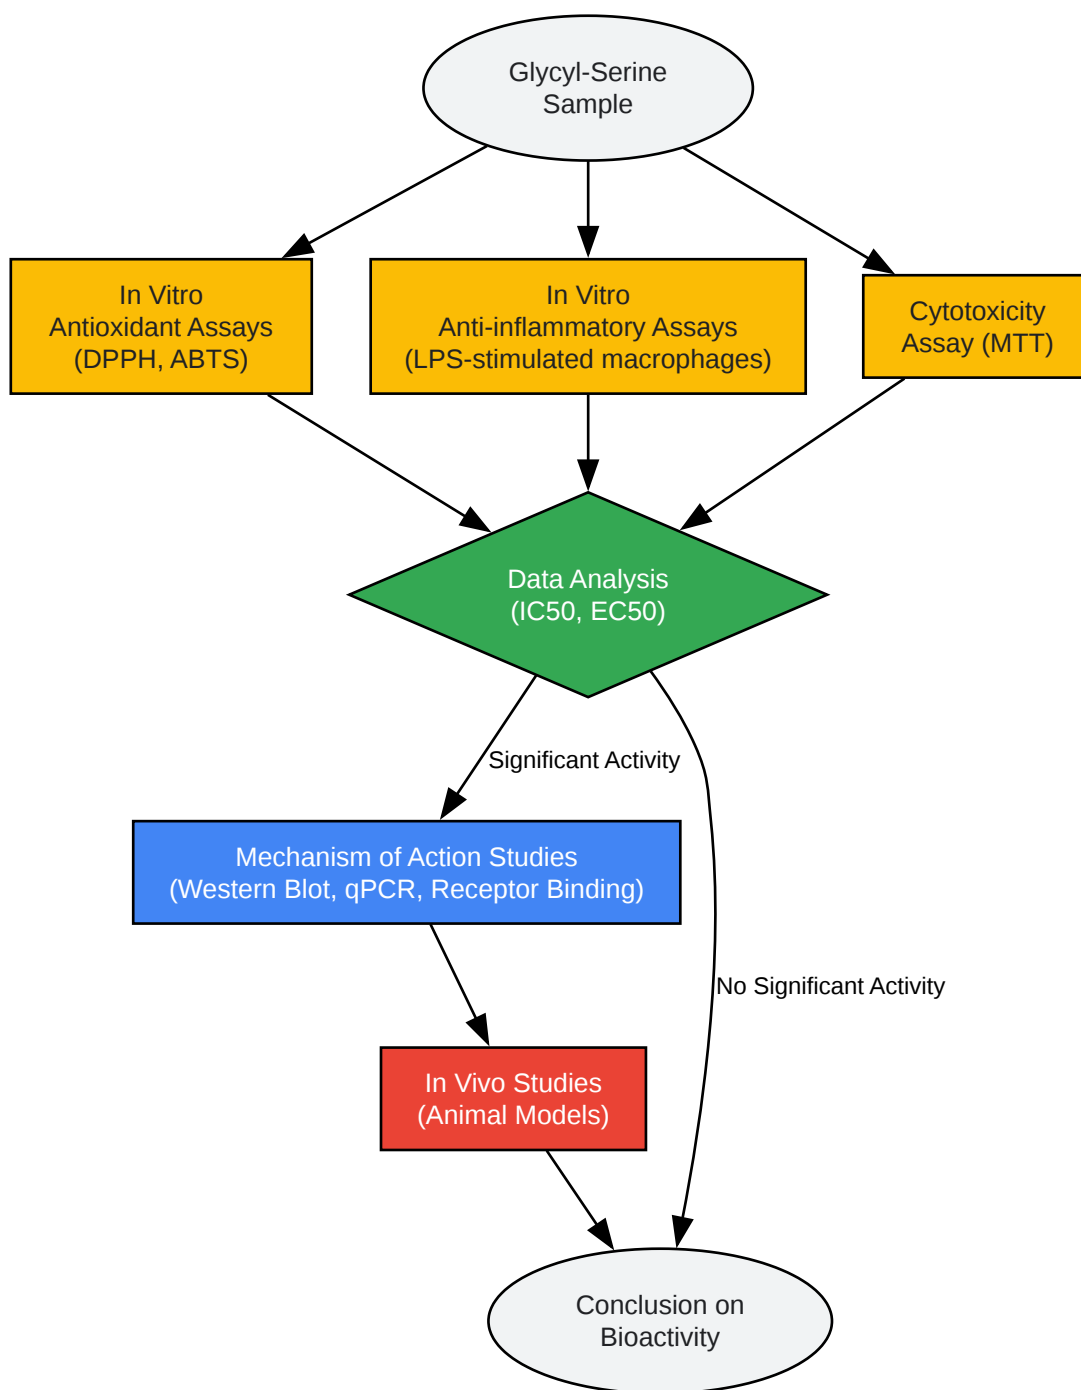 Glycyl-Serine
Sample
In Vitro
Antioxidant Assays
(DPPH, ABTS)
In Vitro
Anti-inflammatory Assays
(LPS-stimulated macrophages)
Cytotoxicity
Assay (MTT)
Data Analysis
(IC50, EC50)
Significant Activity
Mechanism of Action Studies
(Western Blot, qPCR, Receptor Binding)
No Significant Activity
In Vivo Studies
(Animal Models)
Conclusion on
Bioactivity